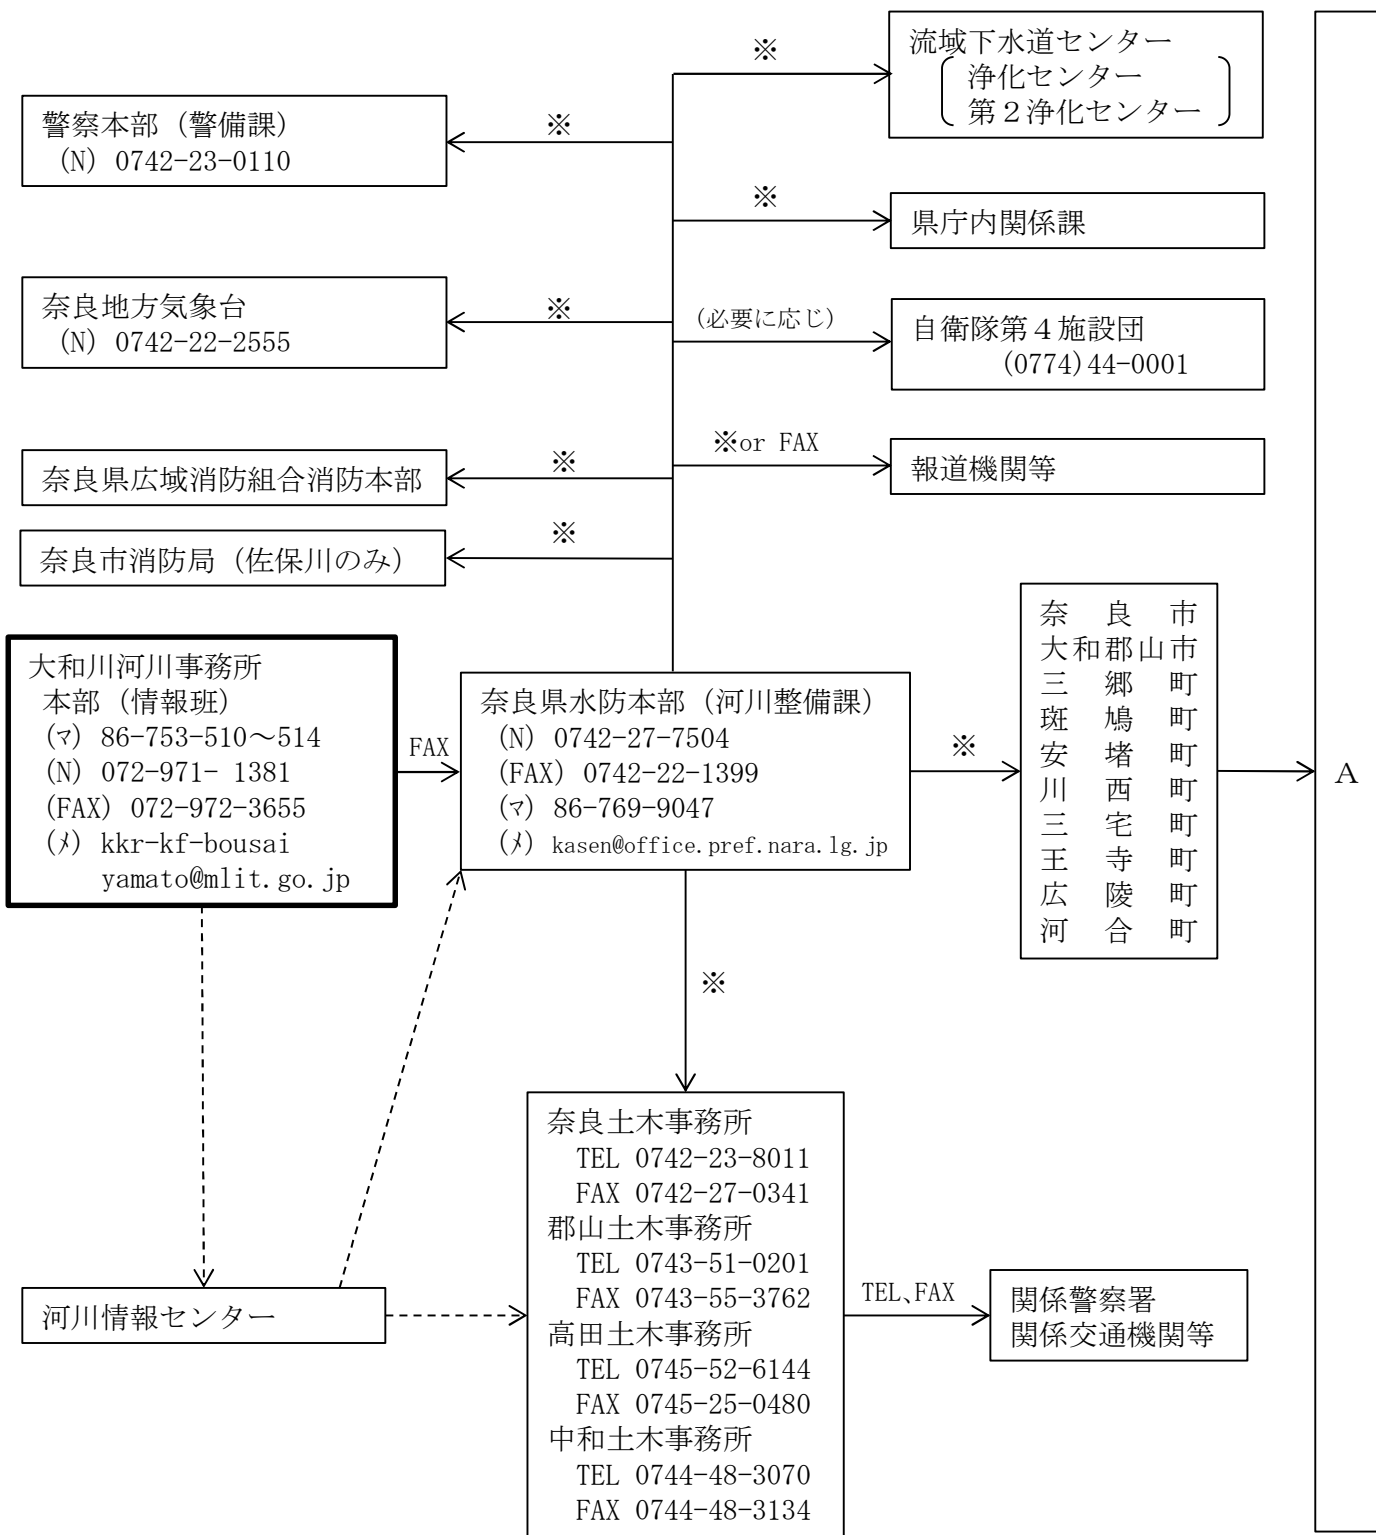 ※
流域下水道センター
浄化センター
第２浄化センター
警察本部（警備課）
(N) 0742-23-0110
※
※
県庁内関係課
奈良地方気象台
(N) 0742-22-2555
※
(必要に応じ)
自衛隊第４施設団
(0774)44-0001
※or FAX
報道機関等
奈良県広域消防組合消防本部
※
奈良市消防局（佐保川のみ）
※
大和川河川事務所
本部（情報班）
(ﾏ) 86-753-510～514
(N) 072-971- 1381
(FAX) 072-972-3655
(ﾒ) kkr-kf-bousai
yamato@mlit.go.jp
FAX
奈良県水防本部（河川整備課）
(N) 0742-27-7504
(FAX) 0742-22-1399
(ﾏ) 86-769-9047
(ﾒ) kasen@office.pref.nara.lg.jp
※
奈良市
大和郡山市
三郷町
斑鳩町
安堵町
川西町
三宅町
王寺町
広陵町
河合町
A
※
奈良土木事務所
TEL 0742-23-8011
FAX 0742-27-0341
郡山土木事務所
TEL 0743-51-0201
FAX 0743-55-3762
高田土木事務所
TEL 0745-52-6144
FAX 0745-25-0480
中和土木事務所
TEL 0744-48-3070
FAX 0744-48-3134
河川情報センター
TEL､FAX
関係警察署
関係交通機関等